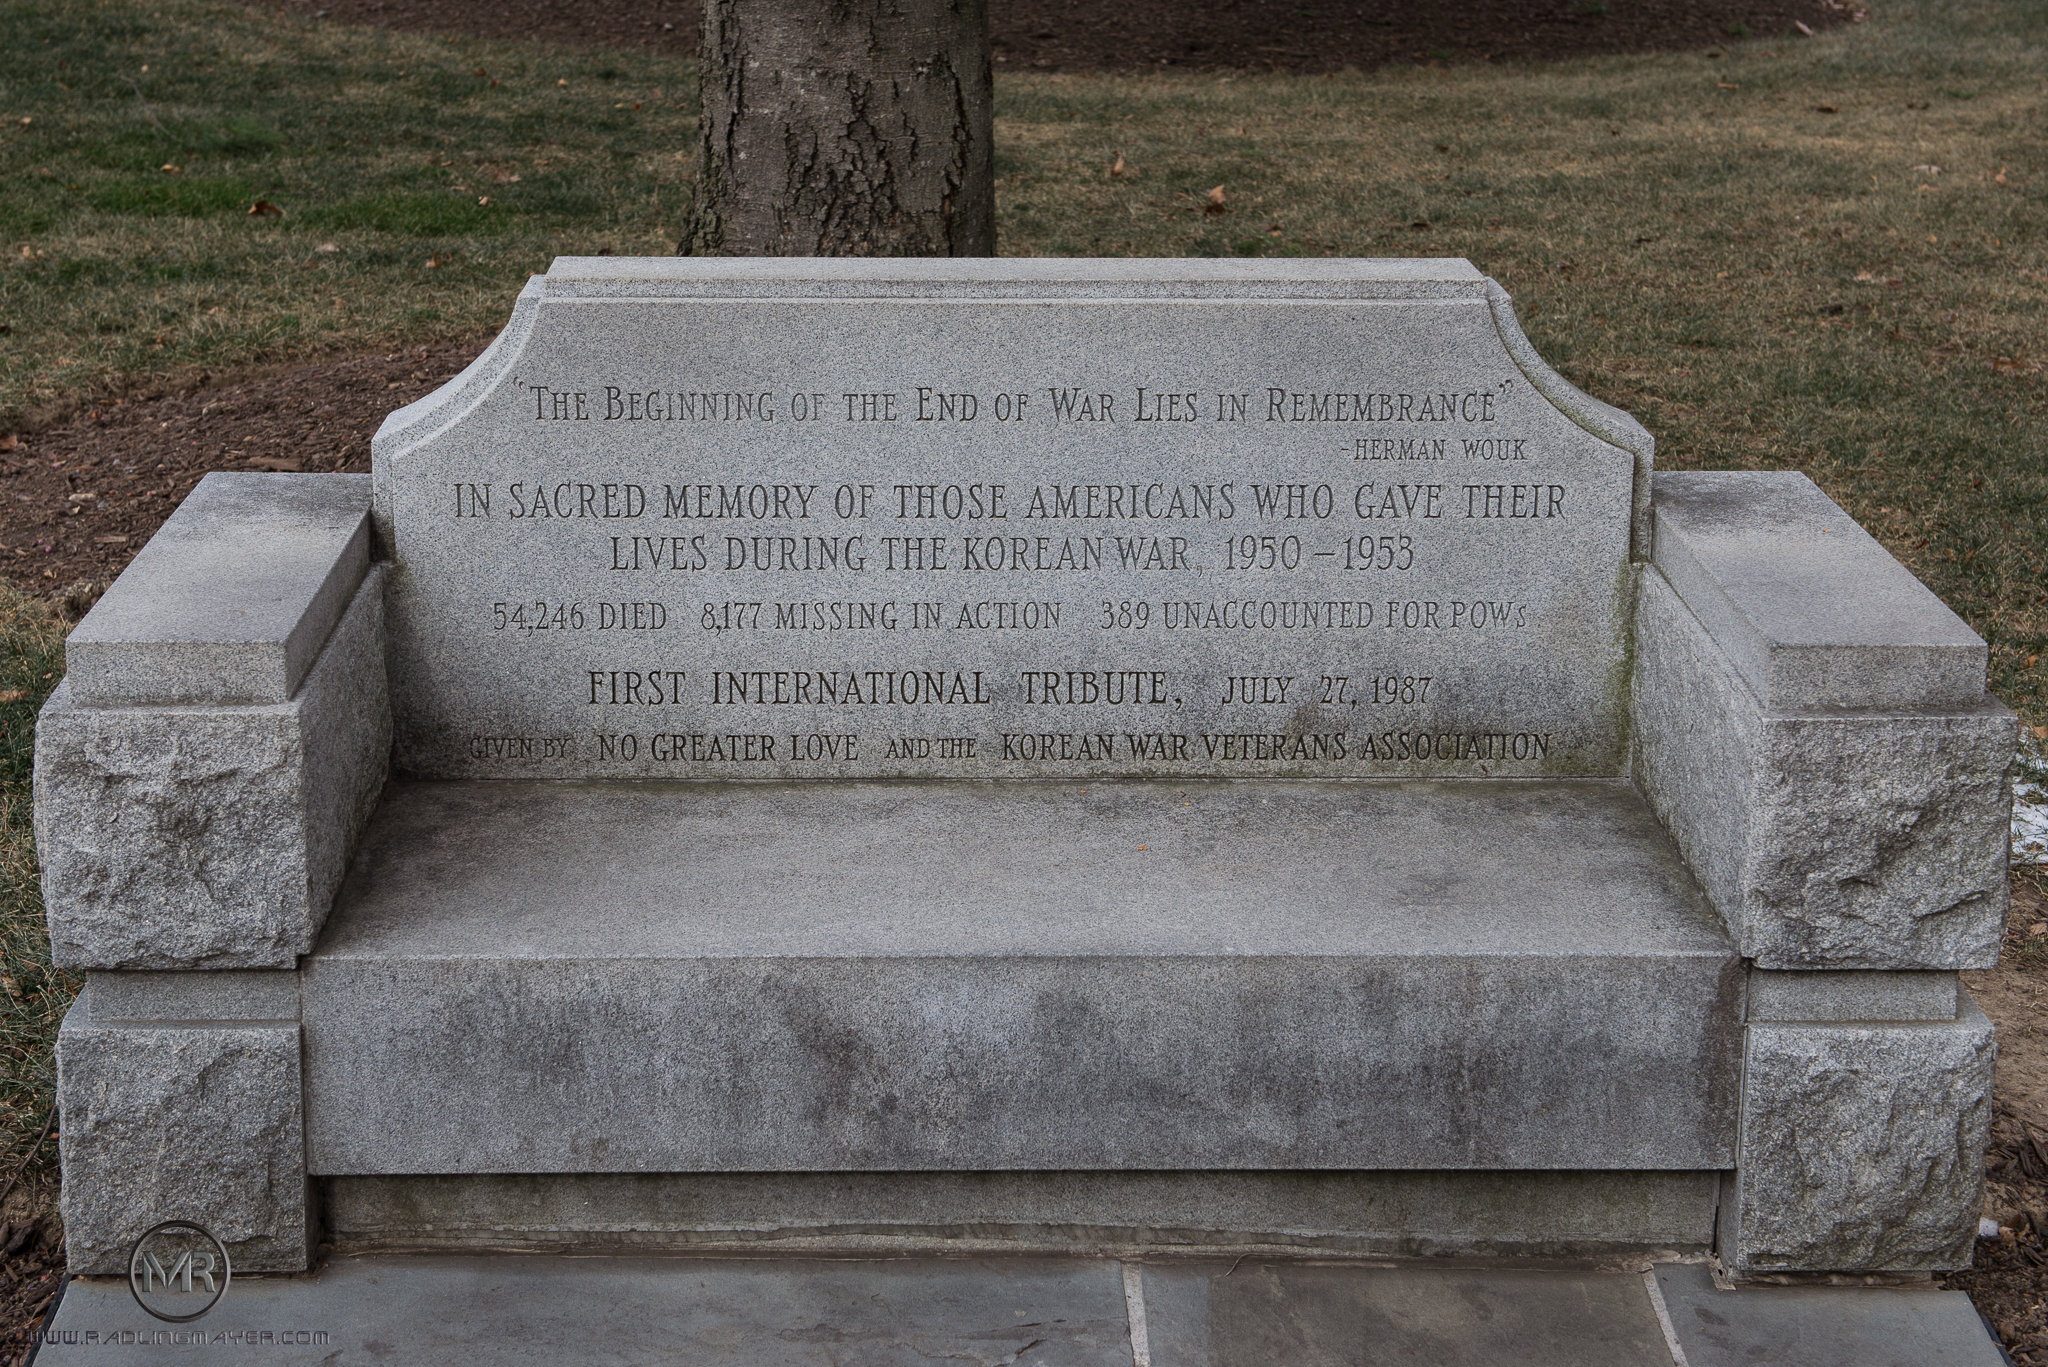 "The Beginning of the End of War Lies in Remembrance"
-HERMAN WOUK
IN SACRED MEMORY OF THOSE AMERICANS WHO GAVE THEIR
LIVES DURING THE KOREAN WAR, 1950-1953
54,246 DIED 8,177 MISSING IN ACTION 389 UNACCOUNTED FOR POWs
FIRST INTERNATIONAL TRIBUTE, JULY 27, 1987
GIVEN BY NO GREATER LOVE AND THE KOREAN WAR VETERANS ASSOCIATION
MR
WWW.RADLINGMAYER.COM